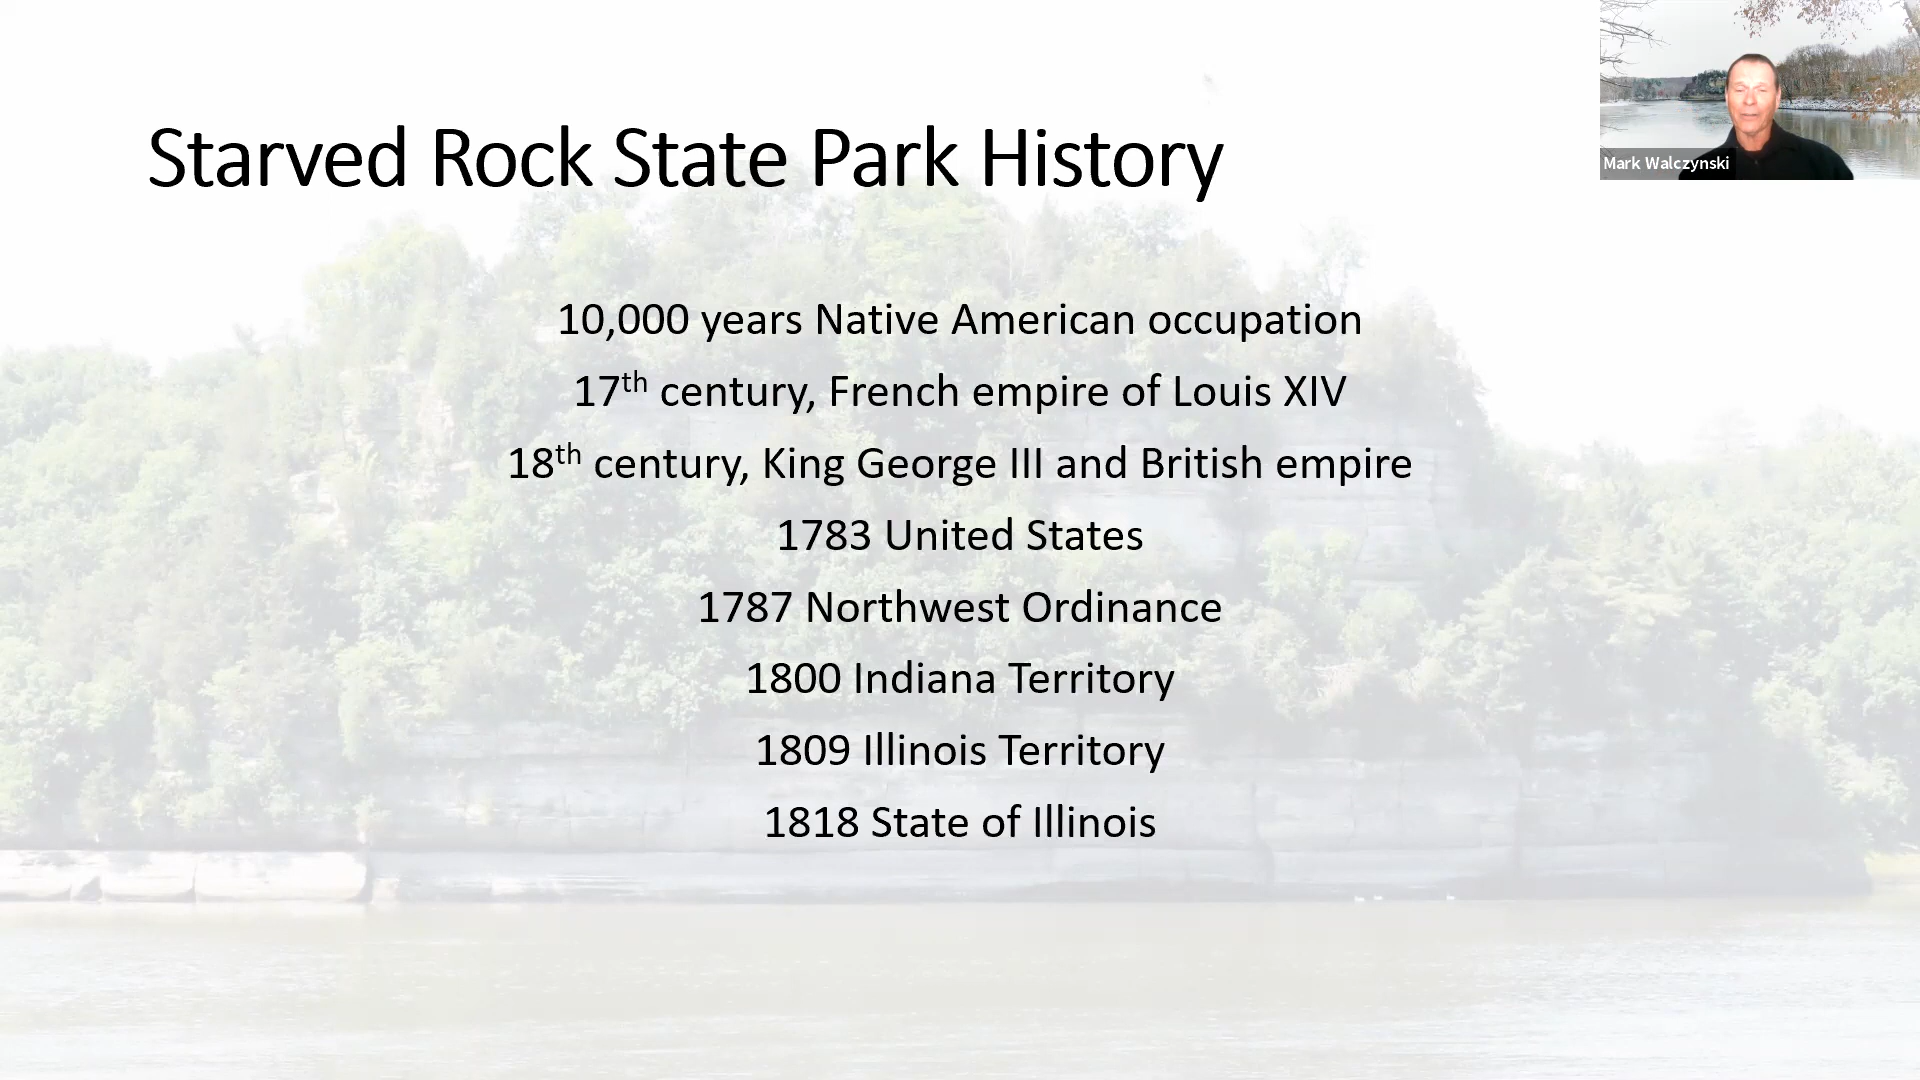 Starved Rock State Park History
Mark Walczynski
10,000 years Native American occupation
17th century, French empire of Louis XIV
18th century, King George III and British empire
1783 United States
1787 Northwest Ordinance
1800 Indiana Territory
1809 Illinois Territory
1818 State of Illinois